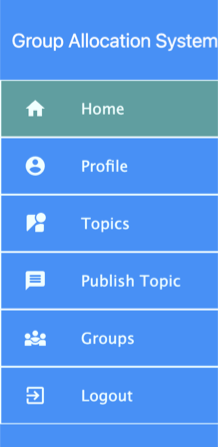 Group Allocation System
Home
Profile
Topics
Publish Topic
Groups
Logout